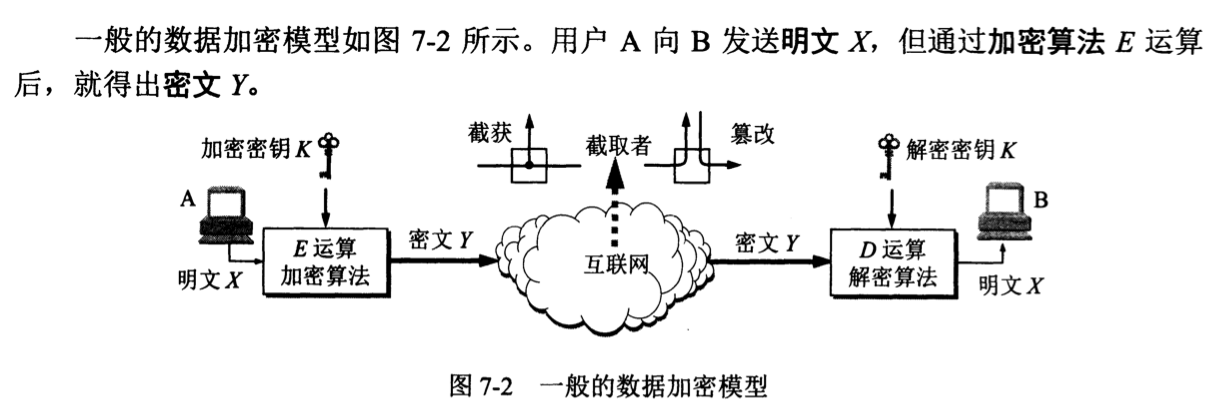 一般的数据加密模型如图 7-2 所示。用户 A 向 B 发送明文 X，但通过加密算法 E 运算
后，就得出密文 Y。
加密密钥 K
截获
截取者
篡改
解密密钥 K
A
B
E 运算
加密算法
密文 Y
互联网
密文 Y
D 运算
解密算法
明文 X
明文 X
图 7-2 一般的数据加密模型